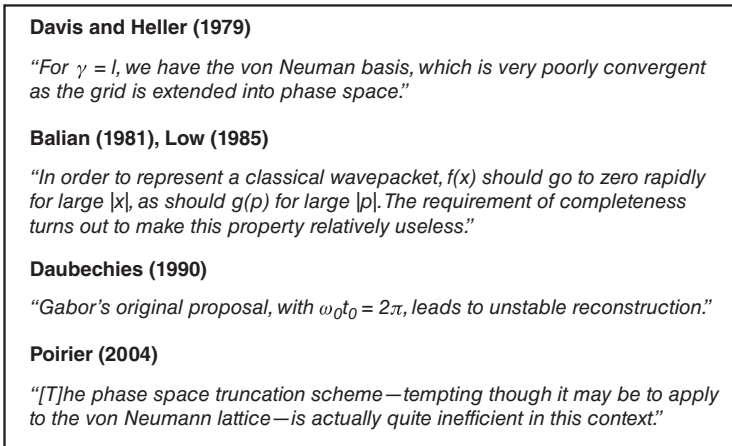 Davis and Heller (1979)
“For γ = l, we have the von Neuman basis, which is very poorly convergent
as the grid is extended into phase space.”
Balian (1981), Low (1985)
“In order to represent a classical wavepacket, f(x) should go to zero rapidly
for large |x|, as should g(p) for large |p|. The requirement of completeness
turns out to make this property relatively useless.”
Daubechies (1990)
“Gabor’s original proposal, with ω₀t₀ = 2π, leads to unstable reconstruction.”
Poirier (2004)
“[T]he phase space truncation scheme—tempting though it may be to apply
to the von Neumann lattice—is actually quite inefficient in this context.”